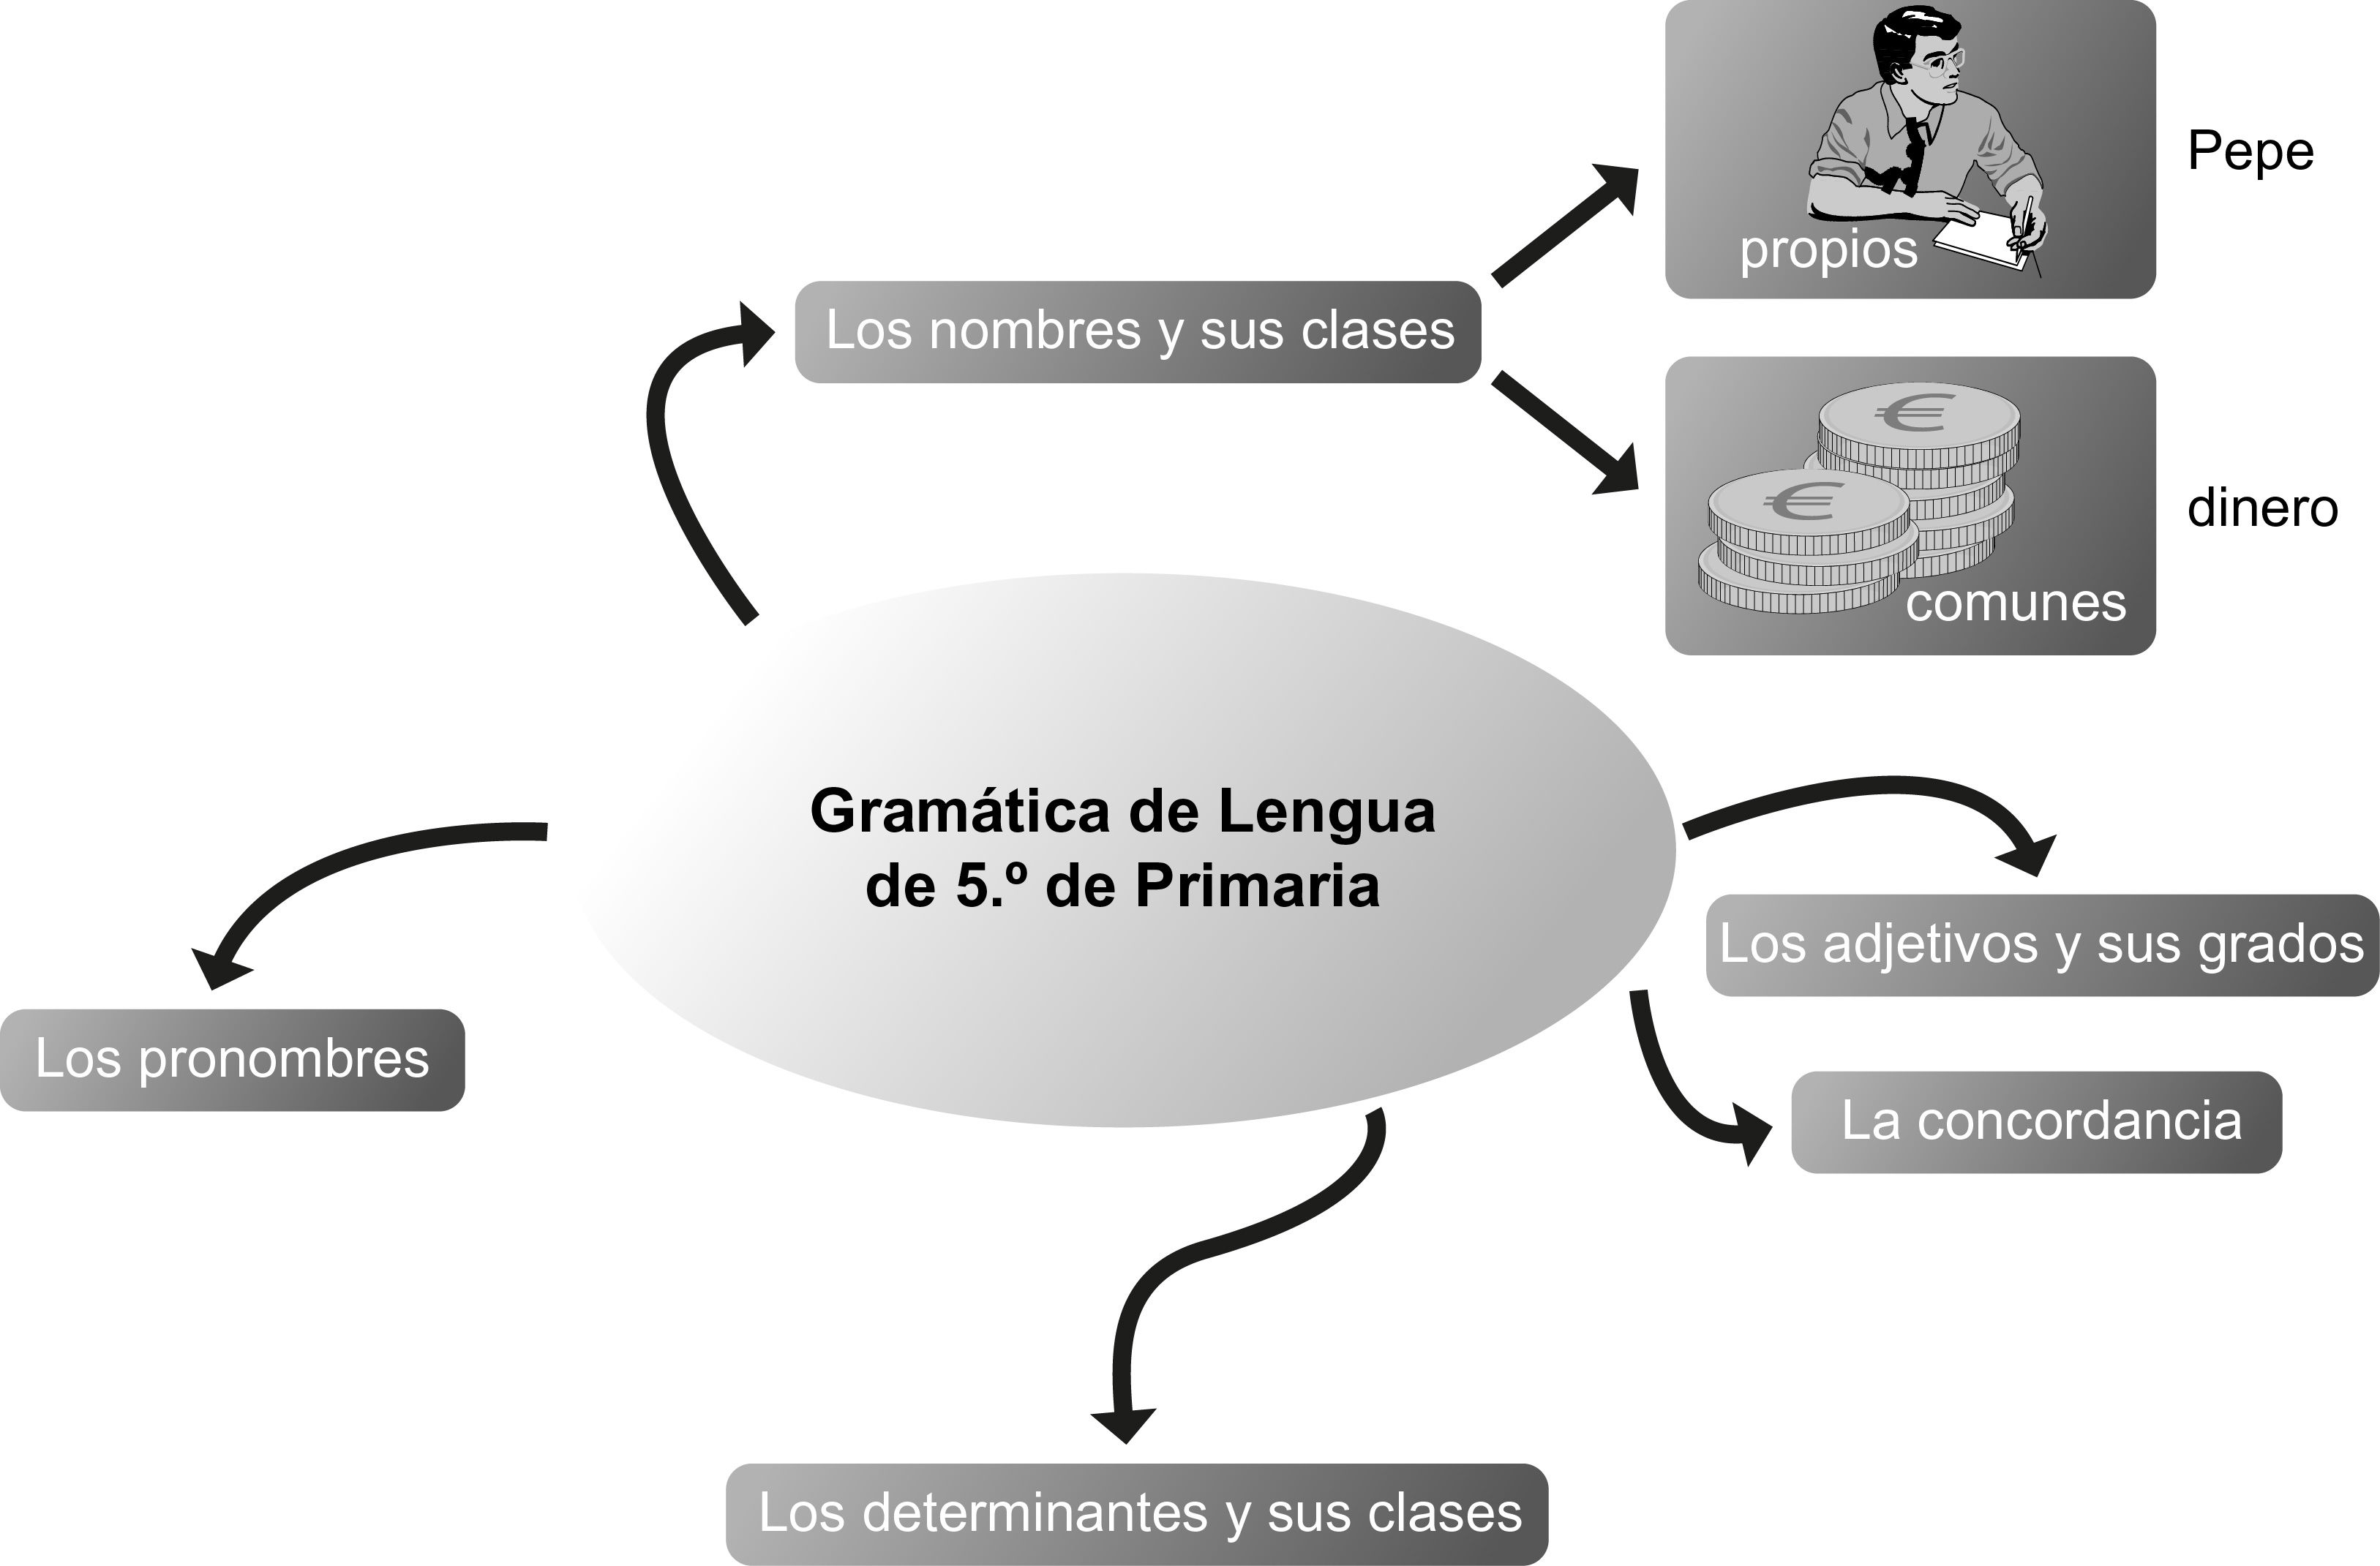 Pepe
propios
Los nombres y sus clases
€
€
dinero
comunes
Gramática de Lengua
de 5.º de Primaria
Los adjetivos y sus grados
Los pronombres
La concordancia
Los determinantes y sus clases